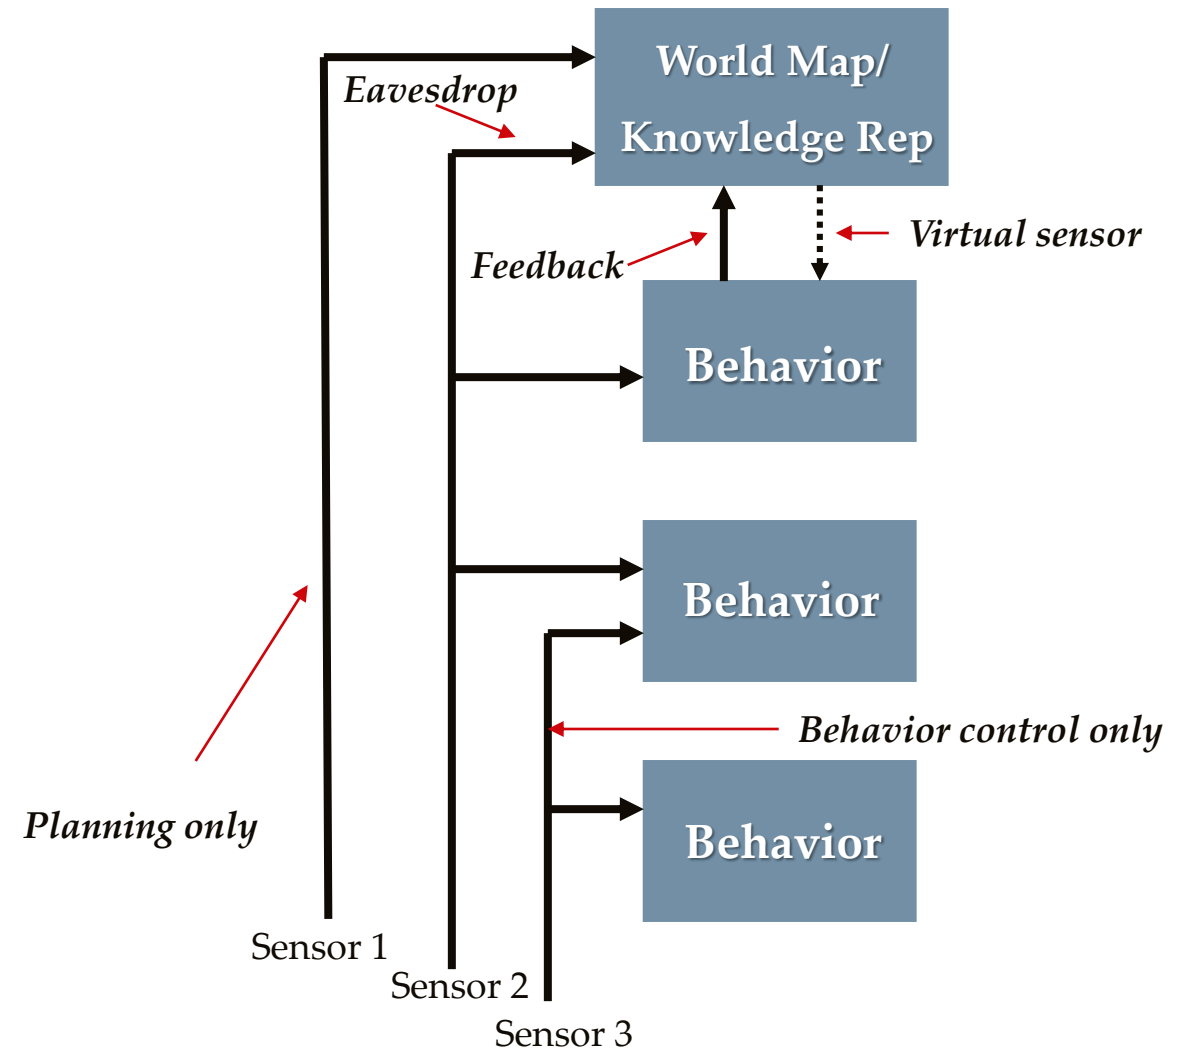 World Map/
Knowledge Rep
Eavesdrop
Virtual sensor
Feedback
Behavior
Behavior
Behavior control only
Planning only
Behavior
Sensor 1
Sensor 2
Sensor 3